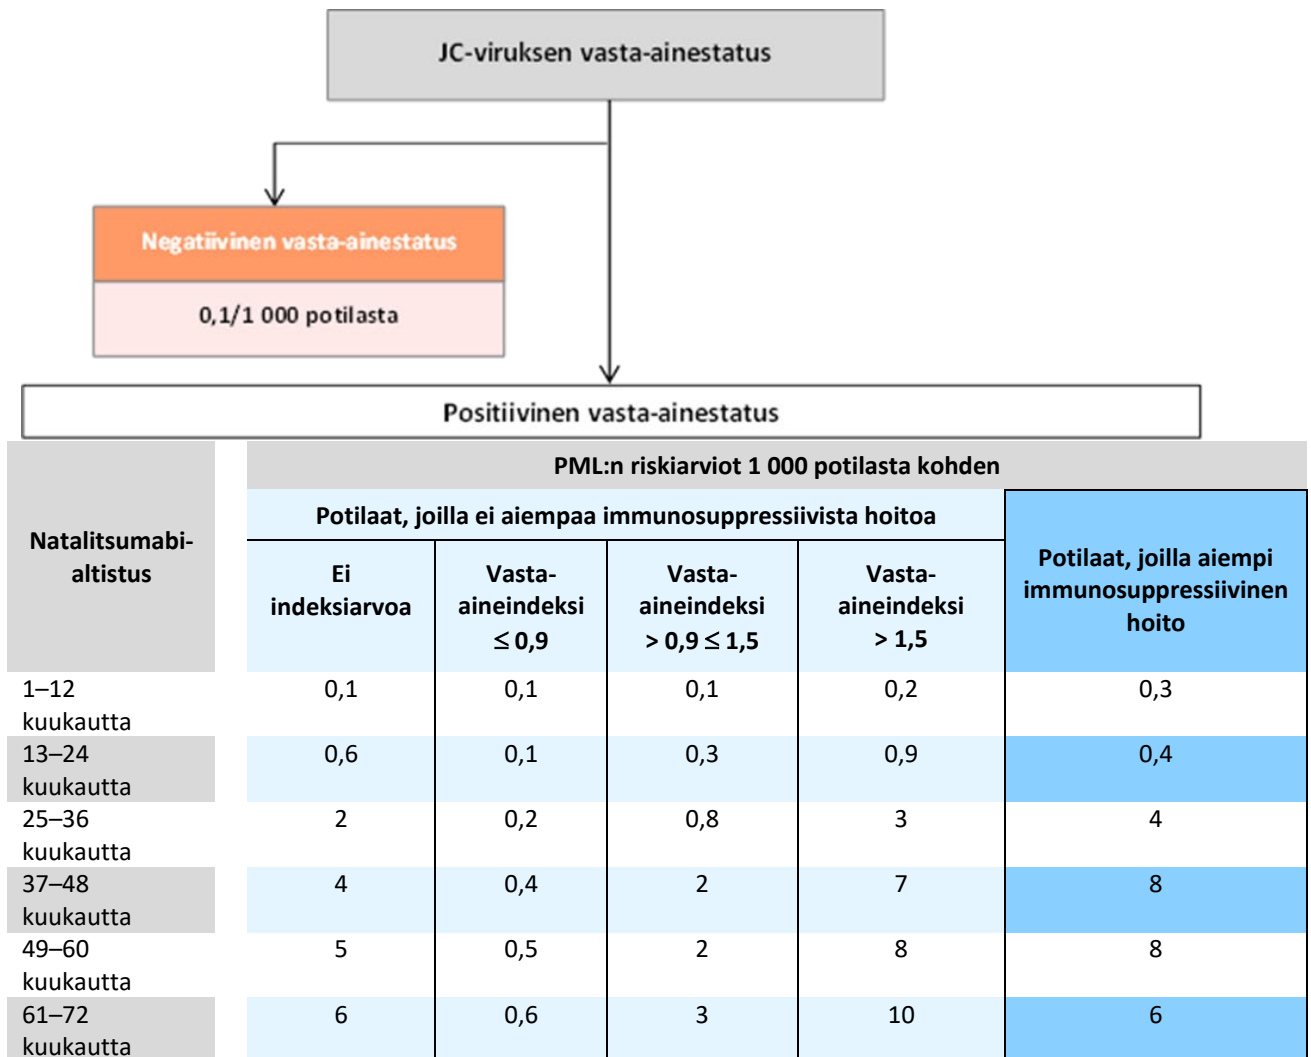 JC-viruksen vasta-ainestatus
Negatiivinen vasta-ainestatus
0,1/1 000 potilasta
Positiivinen vasta-ainestatus
Natalitsumabi-
altistus
PML:n riskiarviot 1 000 potilasta kohden
Potilaat, joilla ei aiempaa immunosuppressiivista hoitoa
Potilaat, joilla aiempi
immunosuppressiivinen
hoito
Ei
indeksiarvoa
Vasta-
aineindeksi
≤ 0,9
Vasta-
aineindeksi
> 0,9 ≤ 1,5
Vasta-
aineindeksi
> 1,5
1–12
kuukautta
0,1
0,1
0,1
0,2
0,3
13–24
kuukautta
0,6
0,1
0,3
0,9
0,4
25–36
kuukautta
2
0,2
0,8
3
4
37–48
kuukautta
4
0,4
2
7
8
49–60
kuukautta
5
0,5
2
8
8
61–72
kuukautta
6
0,6
3
10
6